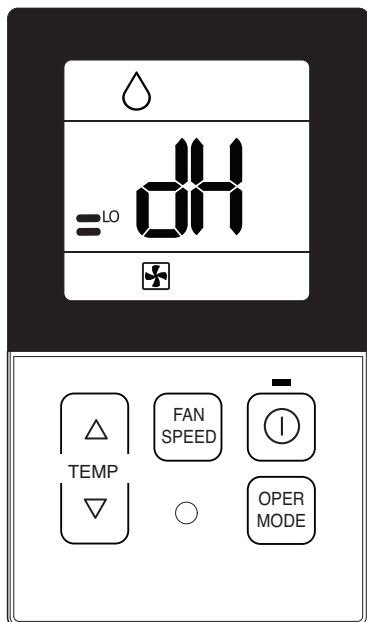 dH
LO
FAN
SPEED
TEMP
OPER
MODE